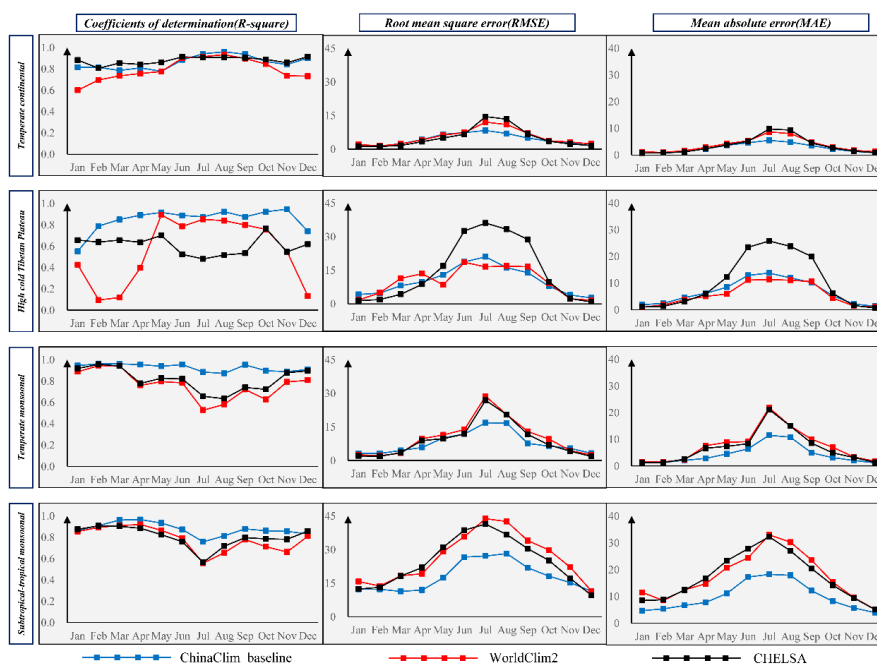 Coefficients of determination(R-square)
Root mean square error(RMSE)
Mean absolute error(MAE)
Temperate continental
1.0
0.8
0.6
0.4
0.2
0.0
Jan Feb Mar Apr May Jun Jul Aug Sep Oct Nov Dec
45
30
15
0
Jan Feb Mar Apr May Jun Jul Aug Sep Oct Nov Dec
40
30
20
10
0
Jan Feb Mar Apr May Jun Jul Aug Sep Oct Nov Dec
High cold Tibetan Plateau
1.0
0.8
0.6
0.4
0.2
0.0
Jan Feb Mar Apr May Jun Jul Aug Sep Oct Nov Dec
45
30
15
0
Jan Feb Mar Apr May Jun Jul Aug Sep Oct Nov Dec
40
30
20
10
0
Jan Feb Mar Apr May Jun Jul Aug Sep Oct Nov Dec
Temperate monsoonal
1.0
0.8
0.6
0.4
0.2
0.0
Jan Feb Mar Apr May Jun Jul Aug Sep Oct Nov Dec
45
30
15
0
Jan Feb Mar Apr May Jun Jul Aug Sep Oct Nov Dec
40
30
20
10
0
Jan Feb Mar Apr May Jun Jul Aug Sep Oct Nov Dec
Subtropical-tropical monsoonal
1.0
0.8
0.6
0.4
0.2
0.0
Jan Feb Mar Apr May Jun Jul Aug Sep Oct Nov Dec
45
30
15
0
Jan Feb Mar Apr May Jun Jul Aug Sep Oct Nov Dec
40
30
20
10
0
Jan Feb Mar Apr May Jun Jul Aug Sep Oct Nov Dec
ChinaClim_baseline
WorldClim2
CHELSA